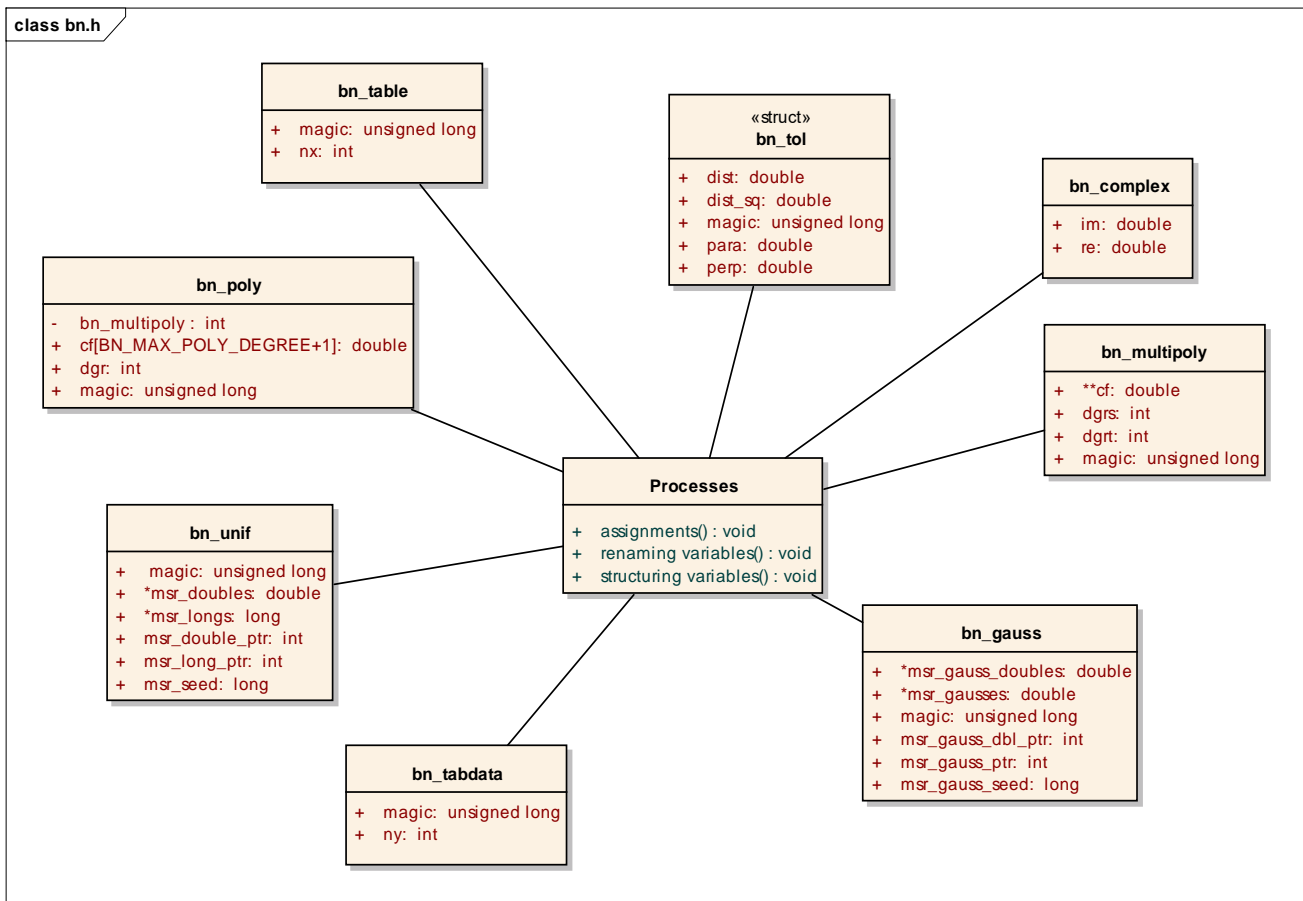 class bn.h
bn_table
+ magic: unsigned long
+ nx: int
«struct»
bn_tol
+ dist: double
+ dist_sq: double
+ magic: unsigned long
+ para: double
+ perp: double
bn_complex
+ im: double
+ re: double
bn_poly
- bn_multipoly : int
+ cf[BN_MAX_POLY_DEGREE+1]: double
+ dgr: int
+ magic: unsigned long
bn_multipoly
+ **cf: double
+ dgrs: int
+ dgrt: int
+ magic: unsigned long
Processes
+ assignments() : void
+ renaming variables() : void
+ structuring variables() : void
bn_unif
+ magic: unsigned long
+ *msr_doubles: double
+ *msr_longs: long
+ msr_double_ptr: int
+ msr_long_ptr: int
+ msr_seed: long
bn_gauss
+ *msr_gauss_doubles: double
+ *msr_gausses: double
+ magic: unsigned long
+ msr_gauss_dbl_ptr: int
+ msr_gauss_ptr: int
+ msr_gauss_seed: long
bn_tabdata
+ magic: unsigned long
+ ny: int